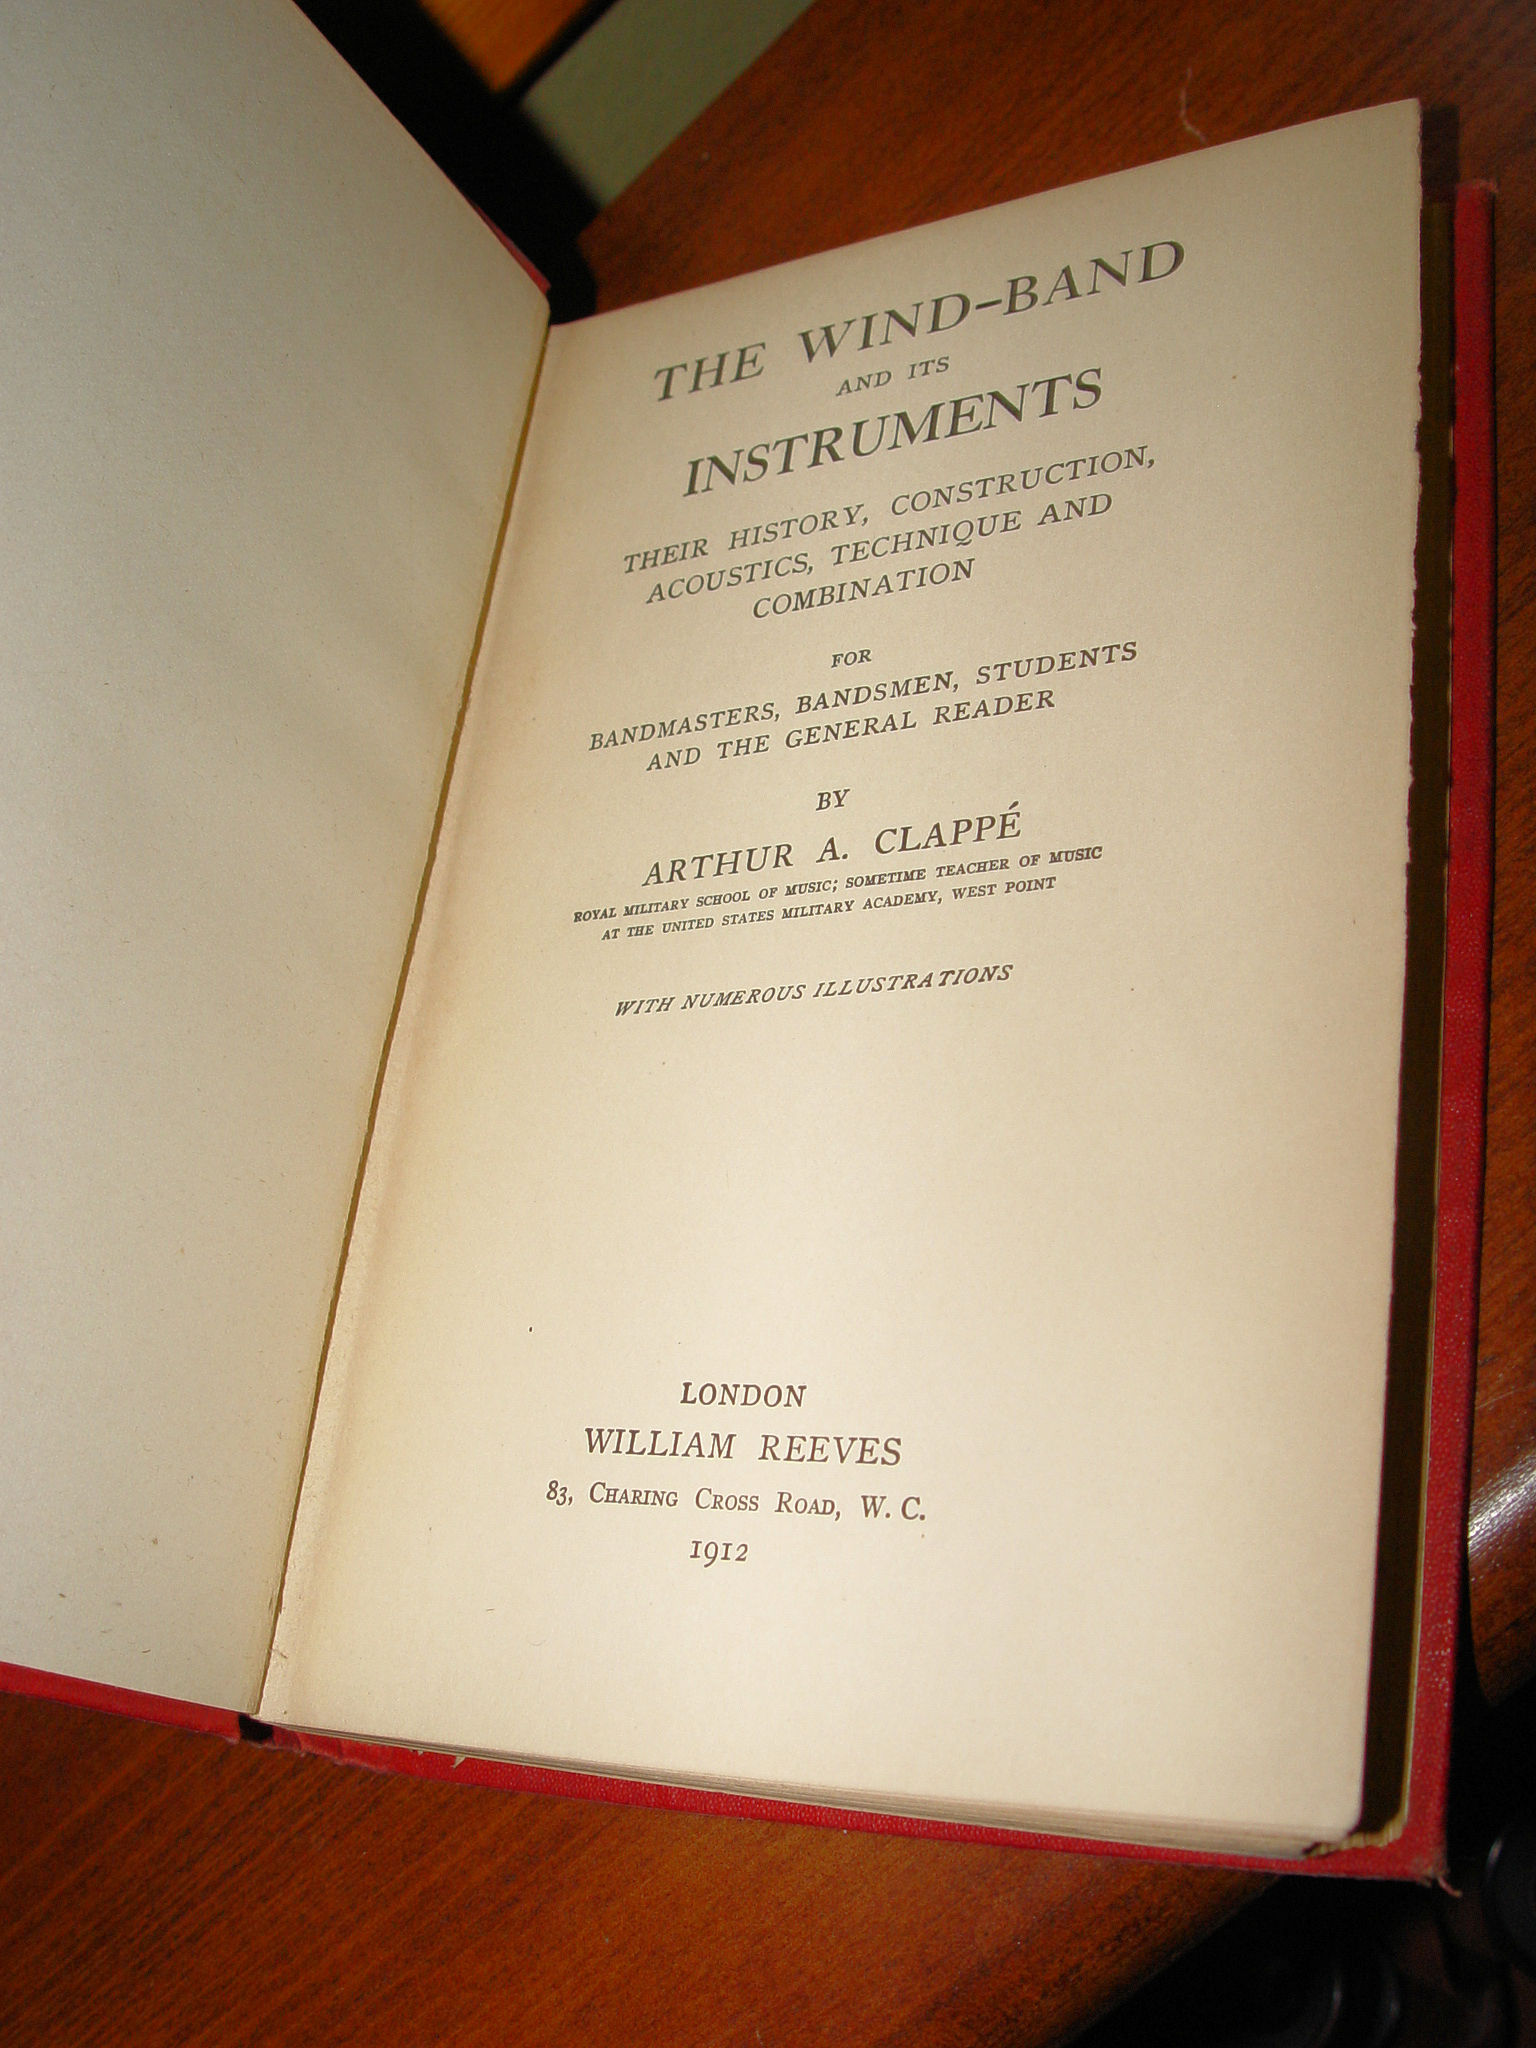 THE WIND-BAND
AND ITS
INSTRUMENTS
THEIR HISTORY, CONSTRUCTION,
ACOUSTICS, TECHNIQUE AND
COMBINATION
FOR
BANDMASTERS, BANDSMEN, STUDENTS
AND THE GENERAL READER
BY
ARTHUR A. CLAPPÉ
ROYAL MILITARY SCHOOL OF MUSIC; SOMETIME TEACHER OF MUSIC
AT THE UNITED STATES MILITARY ACADEMY, WEST POINT
WITH NUMEROUS ILLUSTRATIONS
LONDON
WILLIAM REEVES
83, CHARING CROSS ROAD, W. C.
1912